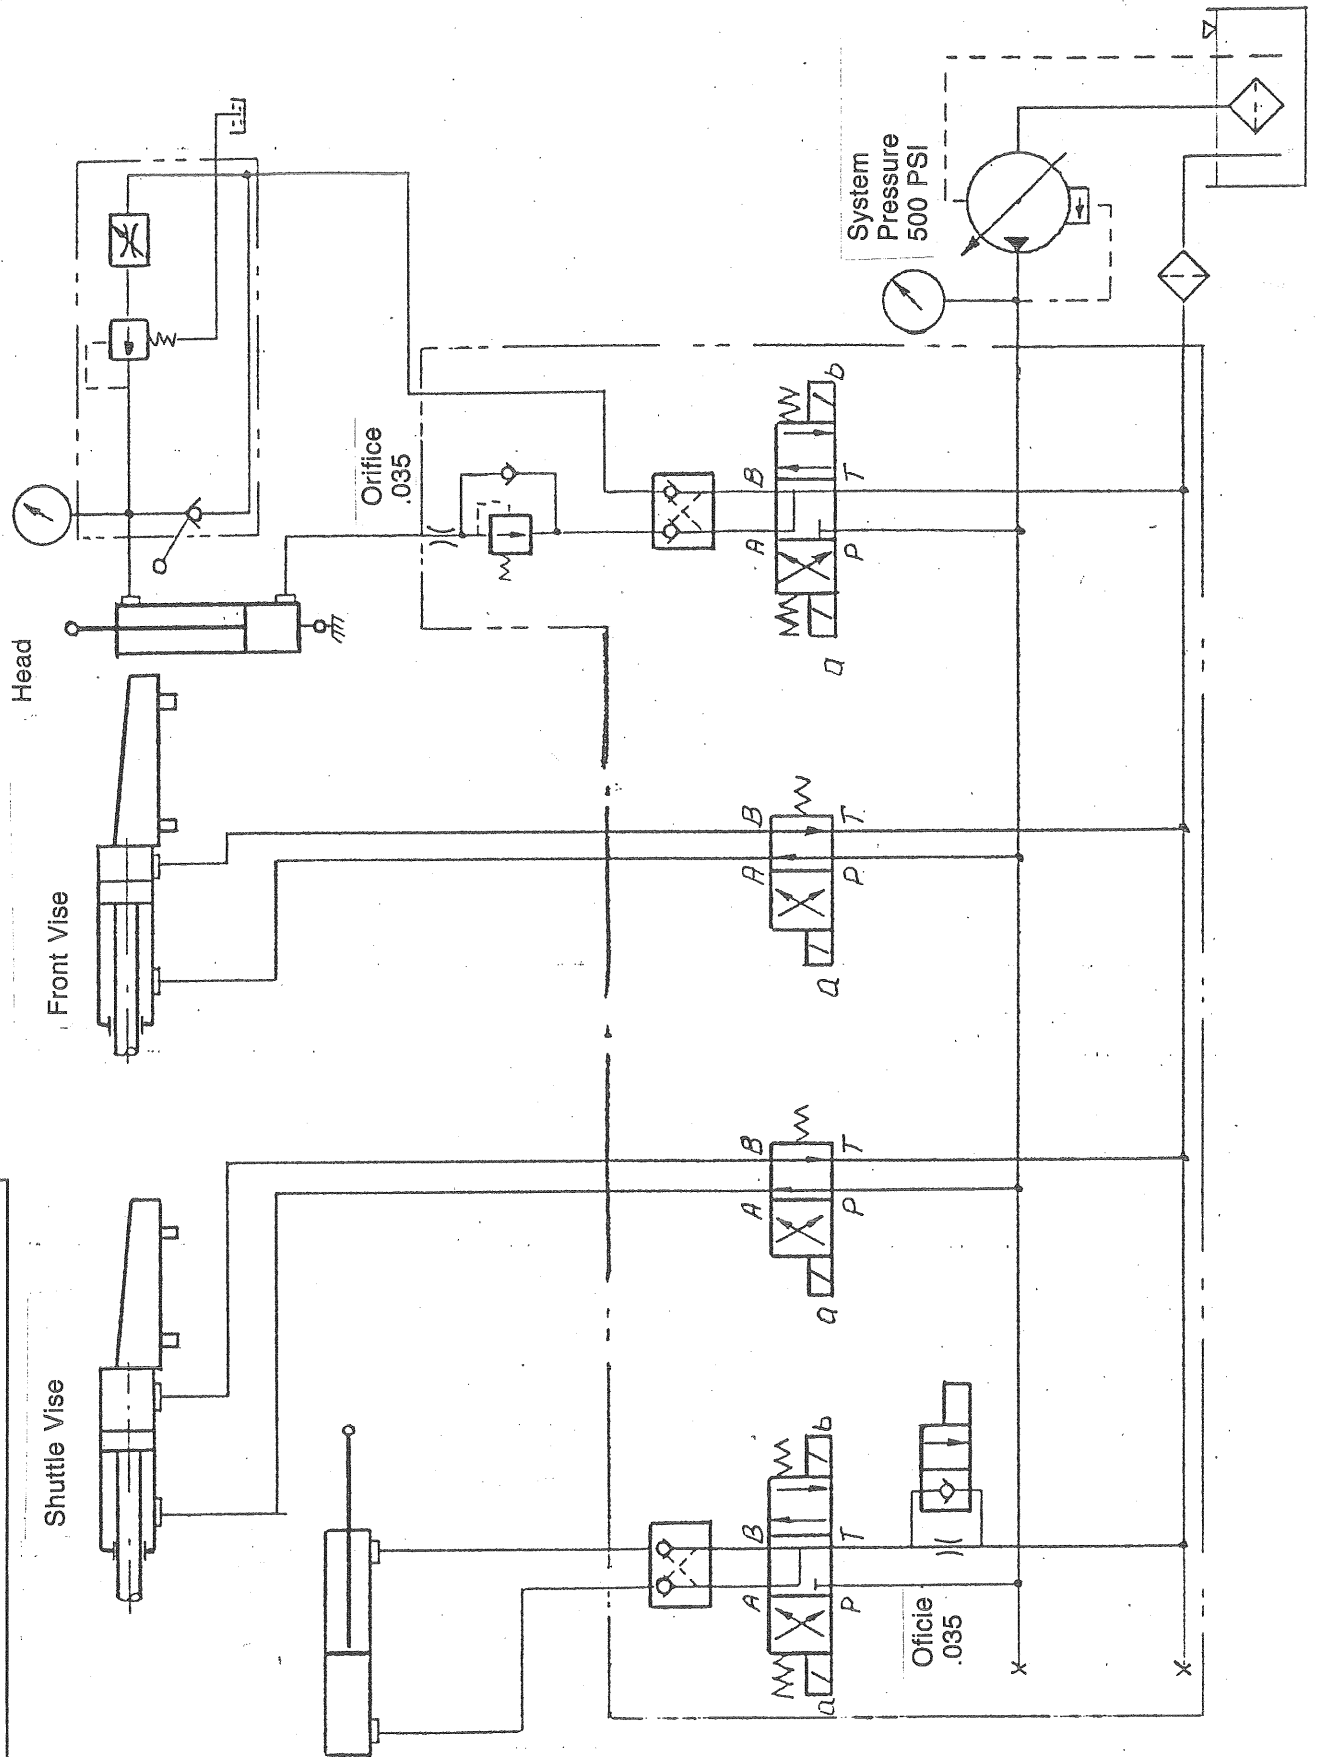 Head
Front Vise
Shuttle Vise
Orifice
.035
System
Pressure
500 PSI
A
B
P
T
a
b
A
B
P
T
a
A
B
P
T
a
A
B
P
T
a
b
Oficie
.035
x
x